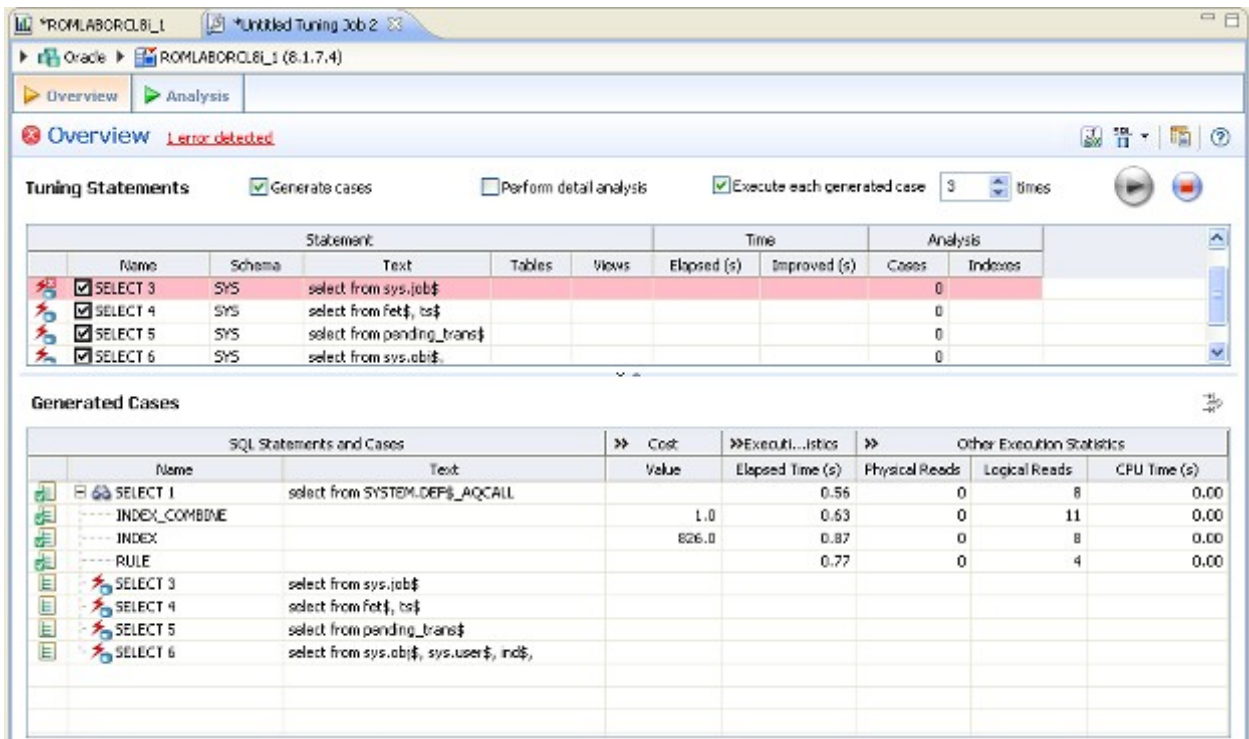 *ROMLABORCL8i_1 *Untitled Tuning Job 2
Oracle ROMLABORCL8i_1 (8.1.7.4)
Overview Analysis
Overview 1 error detected
Tuning Statements Generate cases Perform detail analysis Execute each generated case 3 times
Statement Time Analysis
Name Schema Text Tables Views Elapsed (s) Improved (s) Cases Indexes
SELECT 3 SYS select from sys.job$ 0
SELECT 4 SYS select from fet$, ts$ 0
SELECT 5 SYS select from pending_trans$ 0
SELECT 6 SYS select from sys.obj$, 0
Generated Cases
SQL Statements and Cases » Cost »Executi...istics » Other Execution Statistics
Name Text Value Elapsed Time (s) Physical Reads Logical Reads CPU Time (s)
SELECT 1 select from SYSTEM.DEF$_AQCALL 0.56 0 8 0.00
INDEX_COMBINE 1.0 0.63 0 11 0.00
INDEX 826.0 0.87 0 8 0.00
RULE 0.77 0 4 0.00
SELECT 3 select from sys.job$
SELECT 4 select from fet$, ts$
SELECT 5 select from pending_trans$
SELECT 6 select from sys.obj$, sys.user$, ind$,